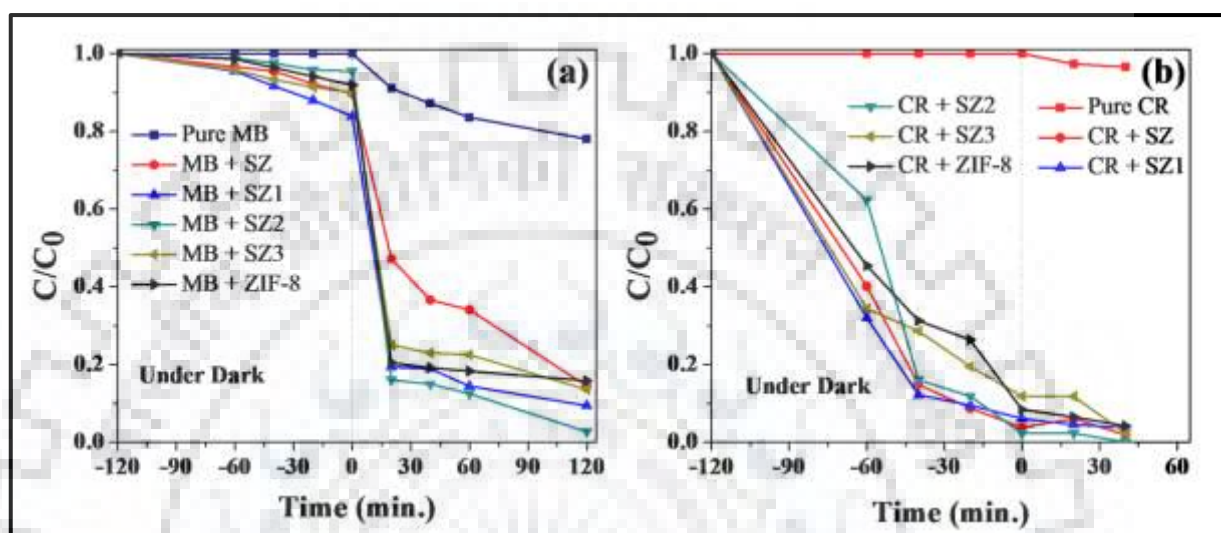 (a)
C/C0
1.0
0.8
0.6
0.4
0.2
0.0
Pure MB
MB + SZ
MB + SZ1
MB + SZ2
MB + SZ3
MB + ZIF-8
Under Dark
-120 -90 -60 -30 0 30 60 90 120
Time (min.)
(b)
C/C0
1.0
0.8
0.6
0.4
0.2
0.0
CR + SZ2 Pure CR
CR + SZ3 CR + SZ
CR + ZIF-8 CR + SZ1
Under Dark
-120 -90 -60 -30 0 30 60
Time (min.)